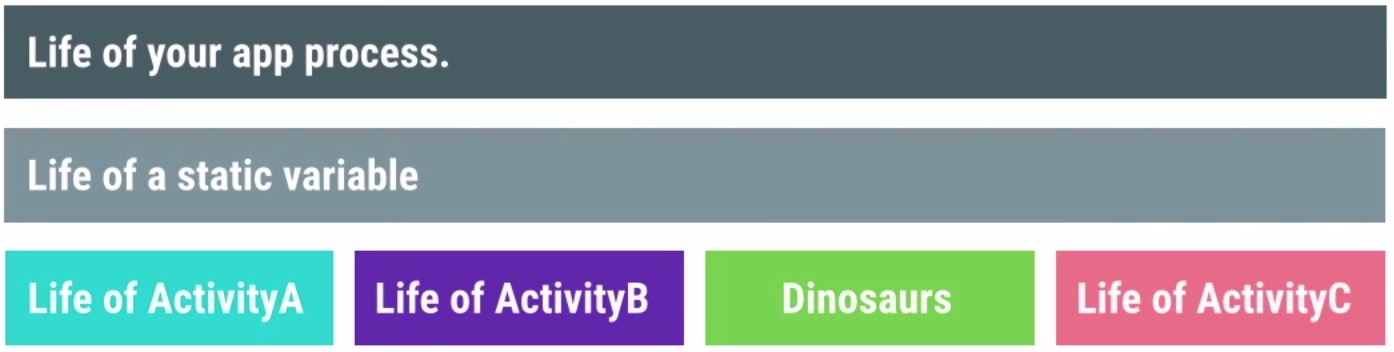 Life of your app process.
Life of a static variable
Life of ActivityA
Life of ActivityB
Dinosaurs
Life of ActivityC